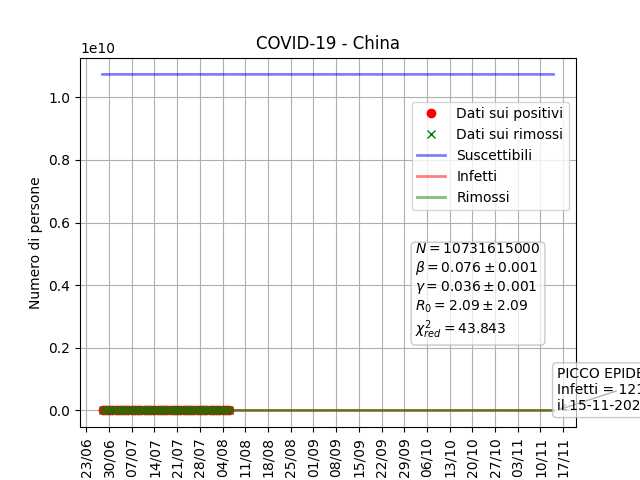 COVID-19 - China
1e10
1.0
0.8
0.6
0.4
0.2
0.0
Numero di persone
Dati sui positivi
Dati sui rimossi
Suscettibili
Infetti
Rimossi
N = 10731615000
β = 0.076 ± 0.001
γ = 0.036 ± 0.001
R₀ = 2.09 ± 2.09
χ²_red = 43.843
PICCO EPIDE
Infetti = 121
il 15-11-202
23/06
30/06
07/07
14/07
21/07
28/07
04/08
11/08
18/08
25/08
01/09
08/09
15/09
22/09
29/09
06/10
13/10
20/10
27/10
03/11
10/11
17/11